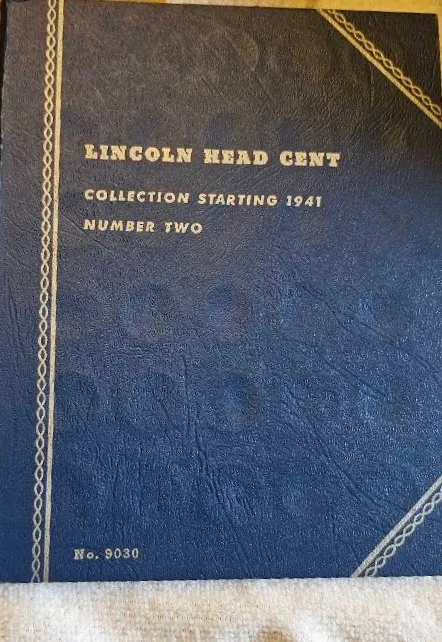 LINCOLN HEAD CENT
COLLECTION STARTING 1941
NUMBER TWO
No. 9030